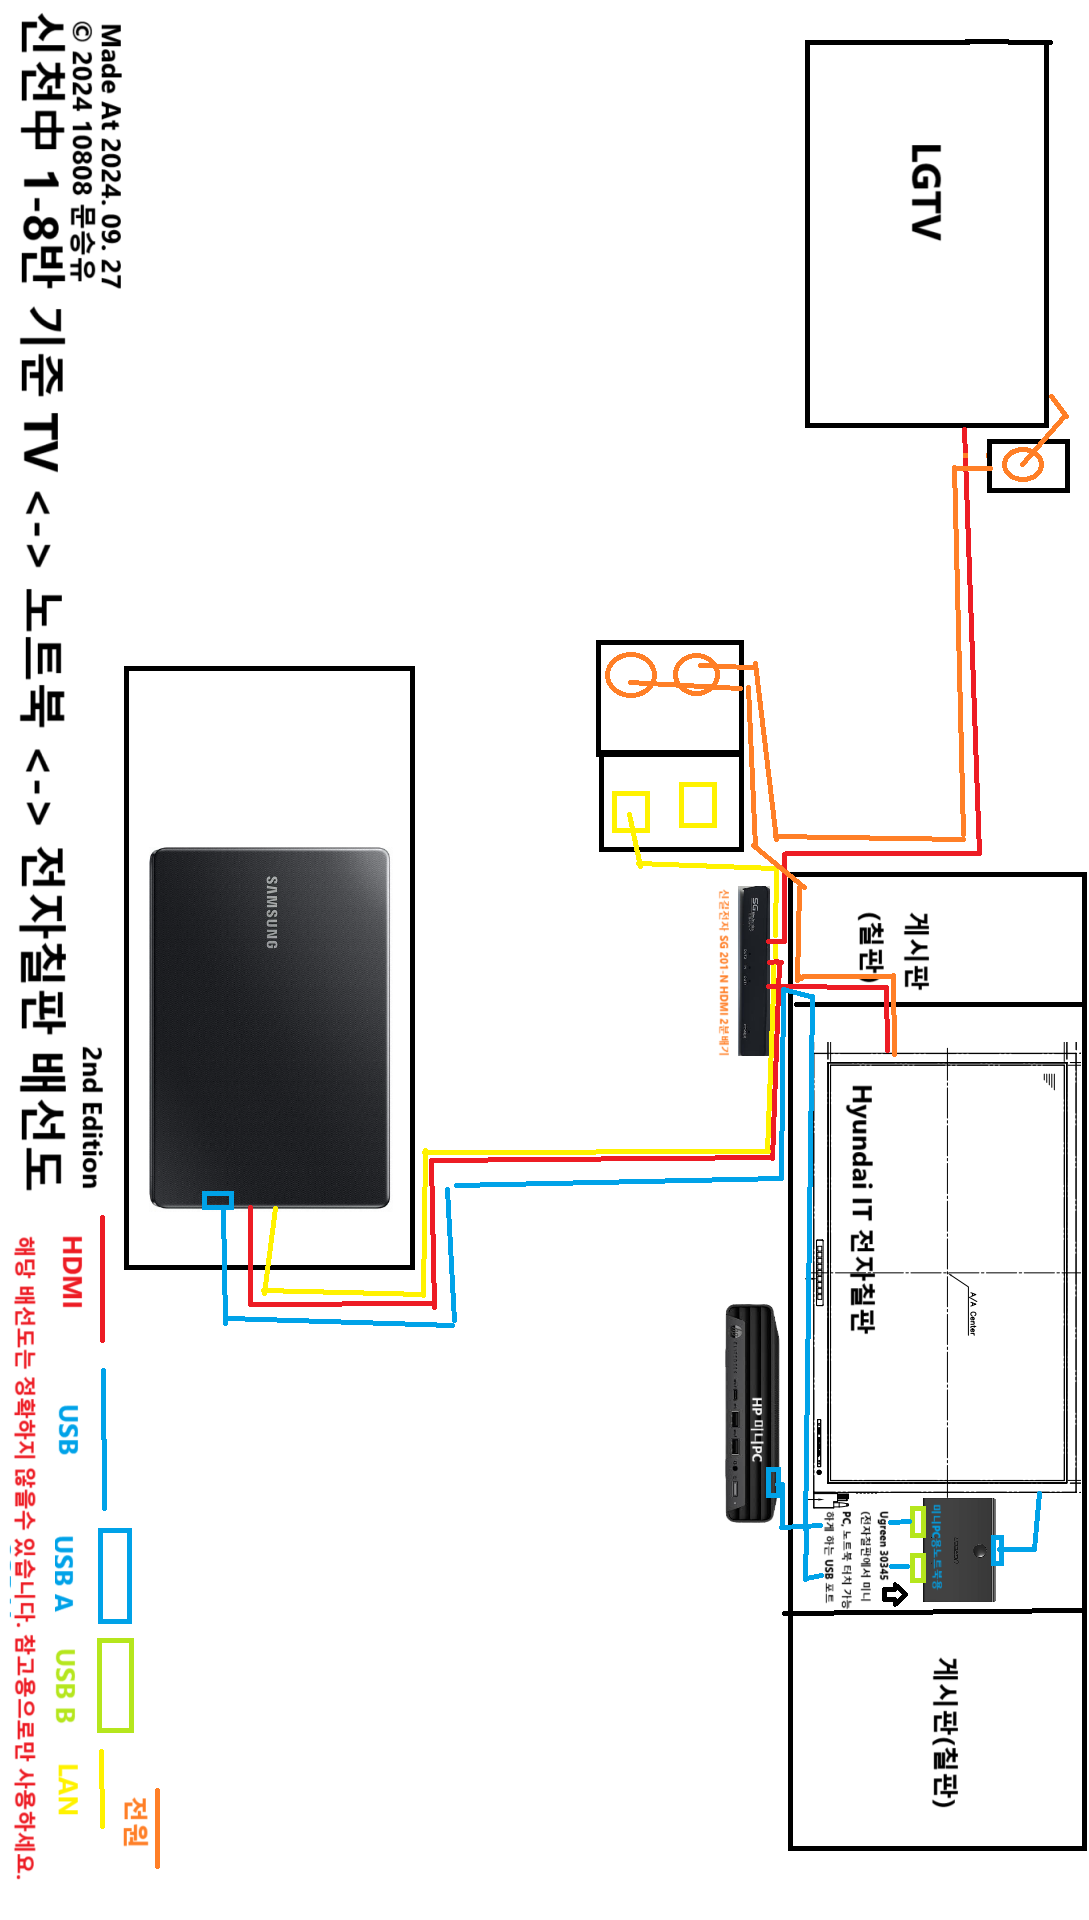 신천中 1-8반 기준 TV <-> 노트북 <-> 전자칠판 배선도
Made At 2024. 09. 27
© 2024 10808 문승유
2nd Edition
LGTV
게시판
(칠판)
Hyundai IT 전자칠판
A/A Center
신길전자 SG 201-N HDMI 2분배기
SG
SAMSUNG
HP 미니PC
미니PC용노트북용
Ugreen 30345
(전자칠판에서 미니
PC, 노트북 터치 가능
하게 하는 USB 포트
게시판(칠판)
HDMI
USB
USB A
USB B
LAN
전원
해당 배선도는 정확하지 않을수 있습니다. 참고용으로만 사용하세요.